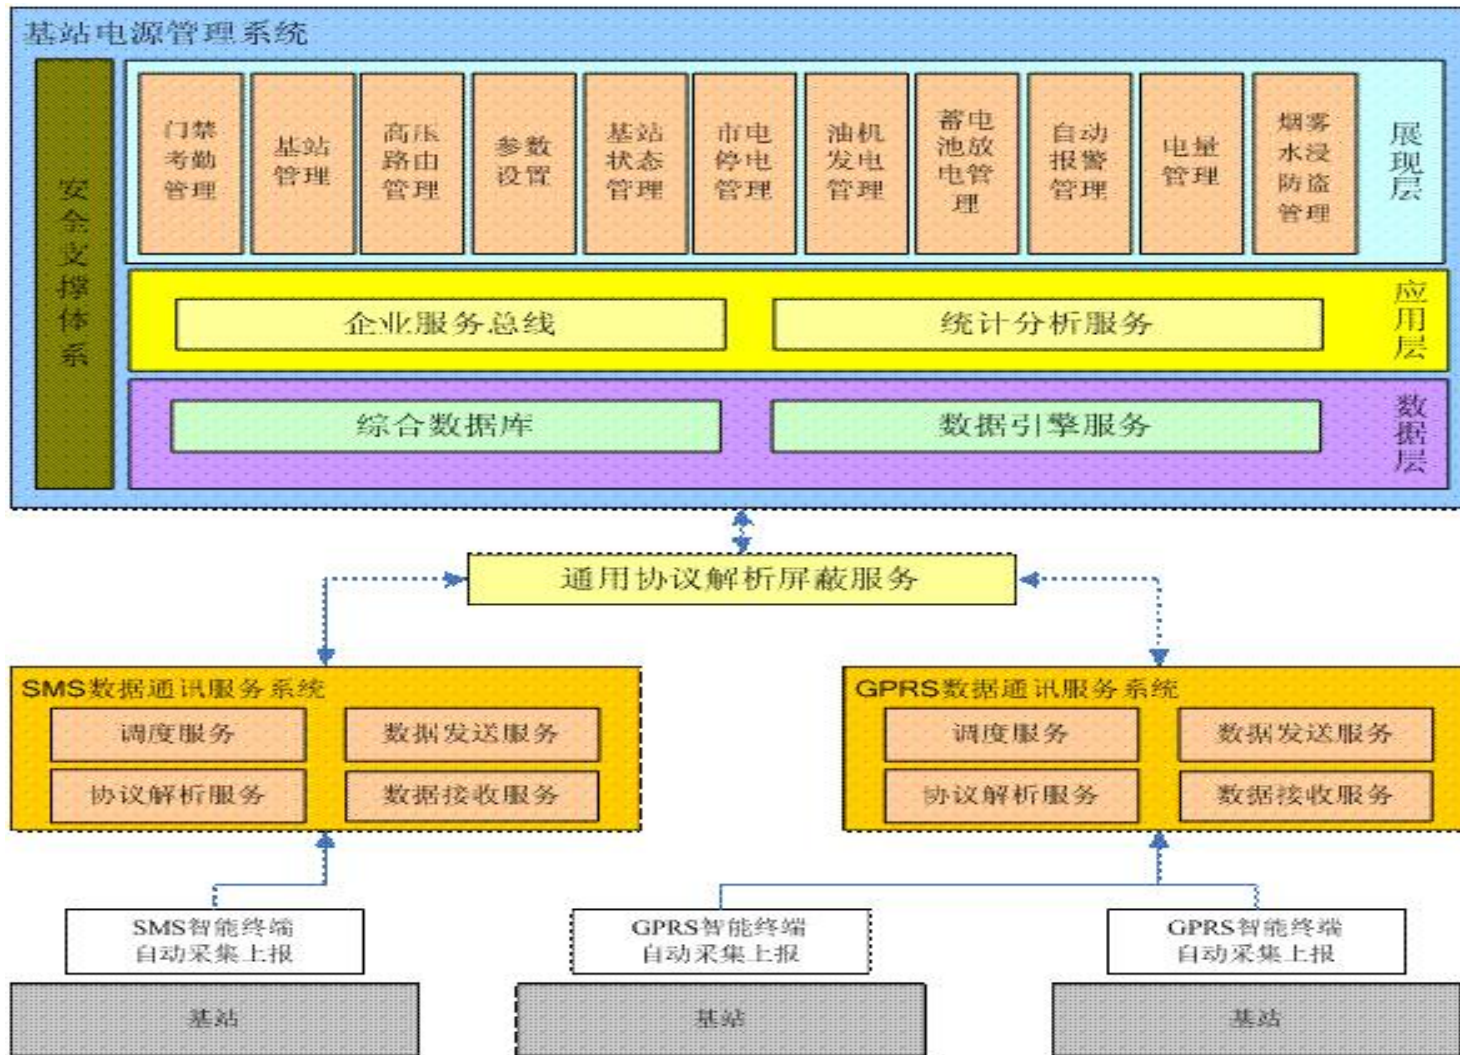 基站电源管理系统
安全支撑体系
门禁
考勤
管理
基站
管理
高压
路由
管理
参数
设置
基站
状态
管理
市电
停电
管理
油机
发电
管理
蓄电
池放
电管
理
自动
报警
管理
电量
管理
烟雾
水浸
防盗
管理
展现层
企业服务总线
统计分析服务
应用层
综合数据库
数据引擎服务
数据层
通用协议解析屏蔽服务
SMS数据通讯服务系统
调度服务
数据发送服务
协议解析服务
数据接收服务
GPRS数据通讯服务系统
调度服务
数据发送服务
协议解析服务
数据接收服务
SMS智能终端
自动采集上报
GPRS智能终端
自动采集上报
GPRS智能终端
自动采集上报
基站
基站
基站